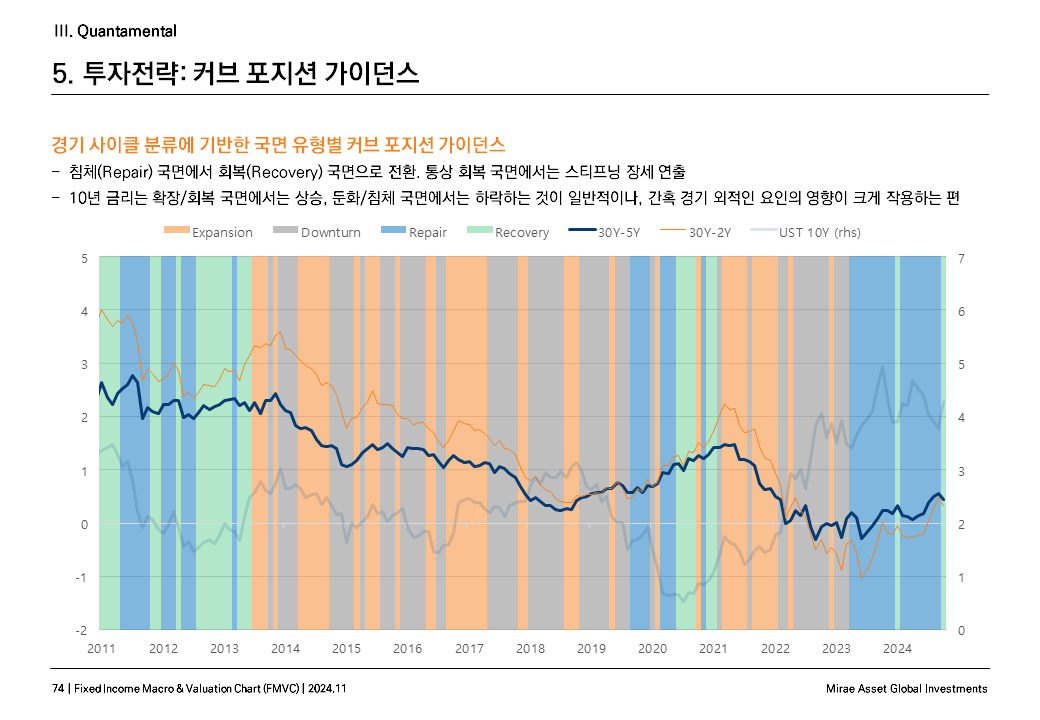 III. Quantamental
5. 투자전략: 커브 포지션 가이던스
경기 사이클 분류에 기반한 국면 유형별 커브 포지션 가이던스
– 침체(Repair) 국면에서 회복(Recovery) 국면으로 전환. 통상 회복 국면에서는 스티프닝 장세 연출
– 10년 금리는 확장/회복 국면에서는 상승, 둔화/침체 국면에서는 하락하는 것이 일반적이나, 간혹 경기 외적인 요인의 영향이 크게 작용하는 편
Expansion Downturn Repair Recovery 30Y-5Y 30Y-2Y UST 10Y (rhs)
5 7
4 6
3 5
2 4
1 3
0 2
-1 1
-2 0
2011 2012 2013 2014 2015 2016 2017 2018 2019 2020 2021 2022 2023 2024
74 | Fixed Income Macro & Valuation Chart (FMVC) | 2024.11 Mirae Asset Global Investments